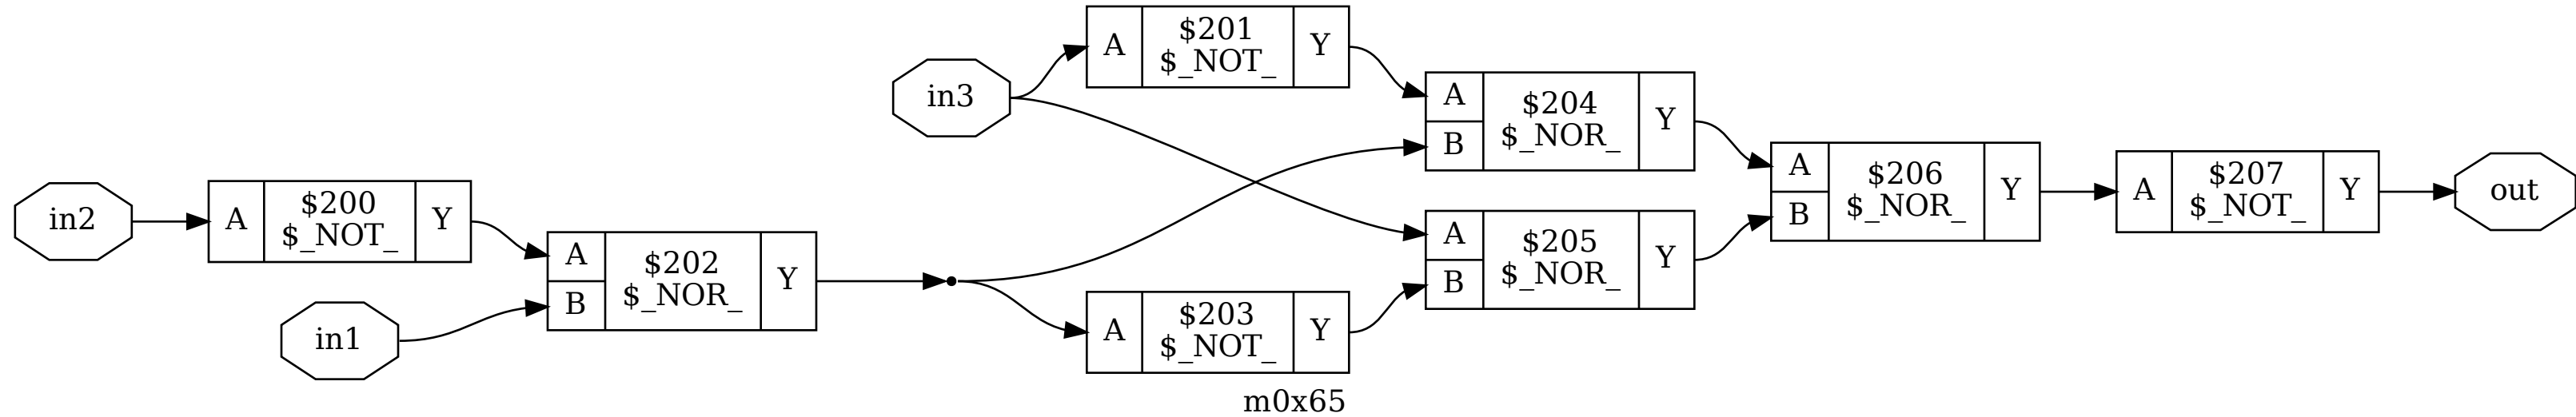 in2
A
$200
$_NOT_
Y
in1
A
B
$202
$_NOR_
Y
in3
A
$201
$_NOT_
Y
A
$203
$_NOT_
Y
A
B
$204
$_NOR_
Y
A
B
$205
$_NOR_
Y
A
B
$206
$_NOR_
Y
A
$207
$_NOT_
Y
out
m0x65